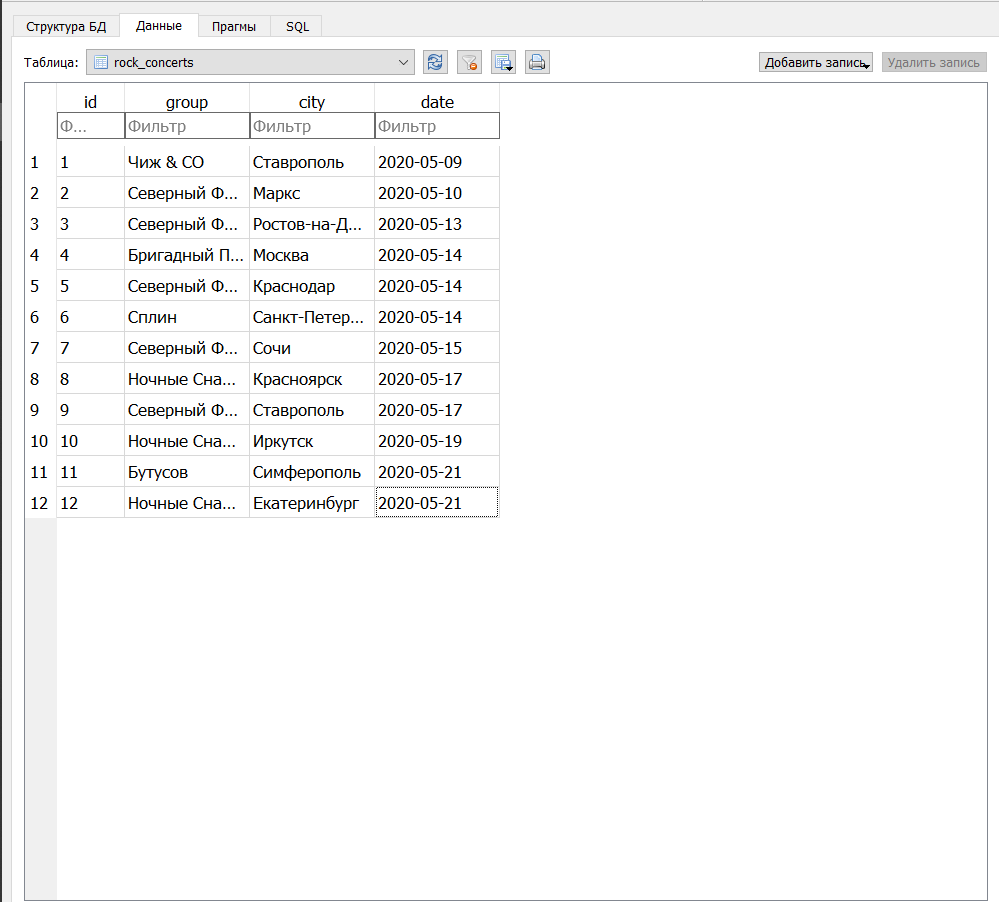 Структура БД Данные Прагмы SQL
Таблица: rock_concerts Добавить запись Удалить запись
id group city date
Ф... Фильтр Фильтр Фильтр
1 1 Чиж & СО Ставрополь 2020-05-09
2 2 Северный Ф... Маркс 2020-05-10
3 3 Северный Ф... Ростов-на-Д... 2020-05-13
4 4 Бригадный П... Москва 2020-05-14
5 5 Северный Ф... Краснодар 2020-05-14
6 6 Сплин Санкт-Петер... 2020-05-14
7 7 Северный Ф... Сочи 2020-05-15
8 8 Ночные Сна... Красноярск 2020-05-17
9 9 Северный Ф... Ставрополь 2020-05-17
10 10 Ночные Сна... Иркутск 2020-05-19
11 11 Бутусов Симферополь 2020-05-21
12 12 Ночные Сна... Екатеринбург 2020-05-21